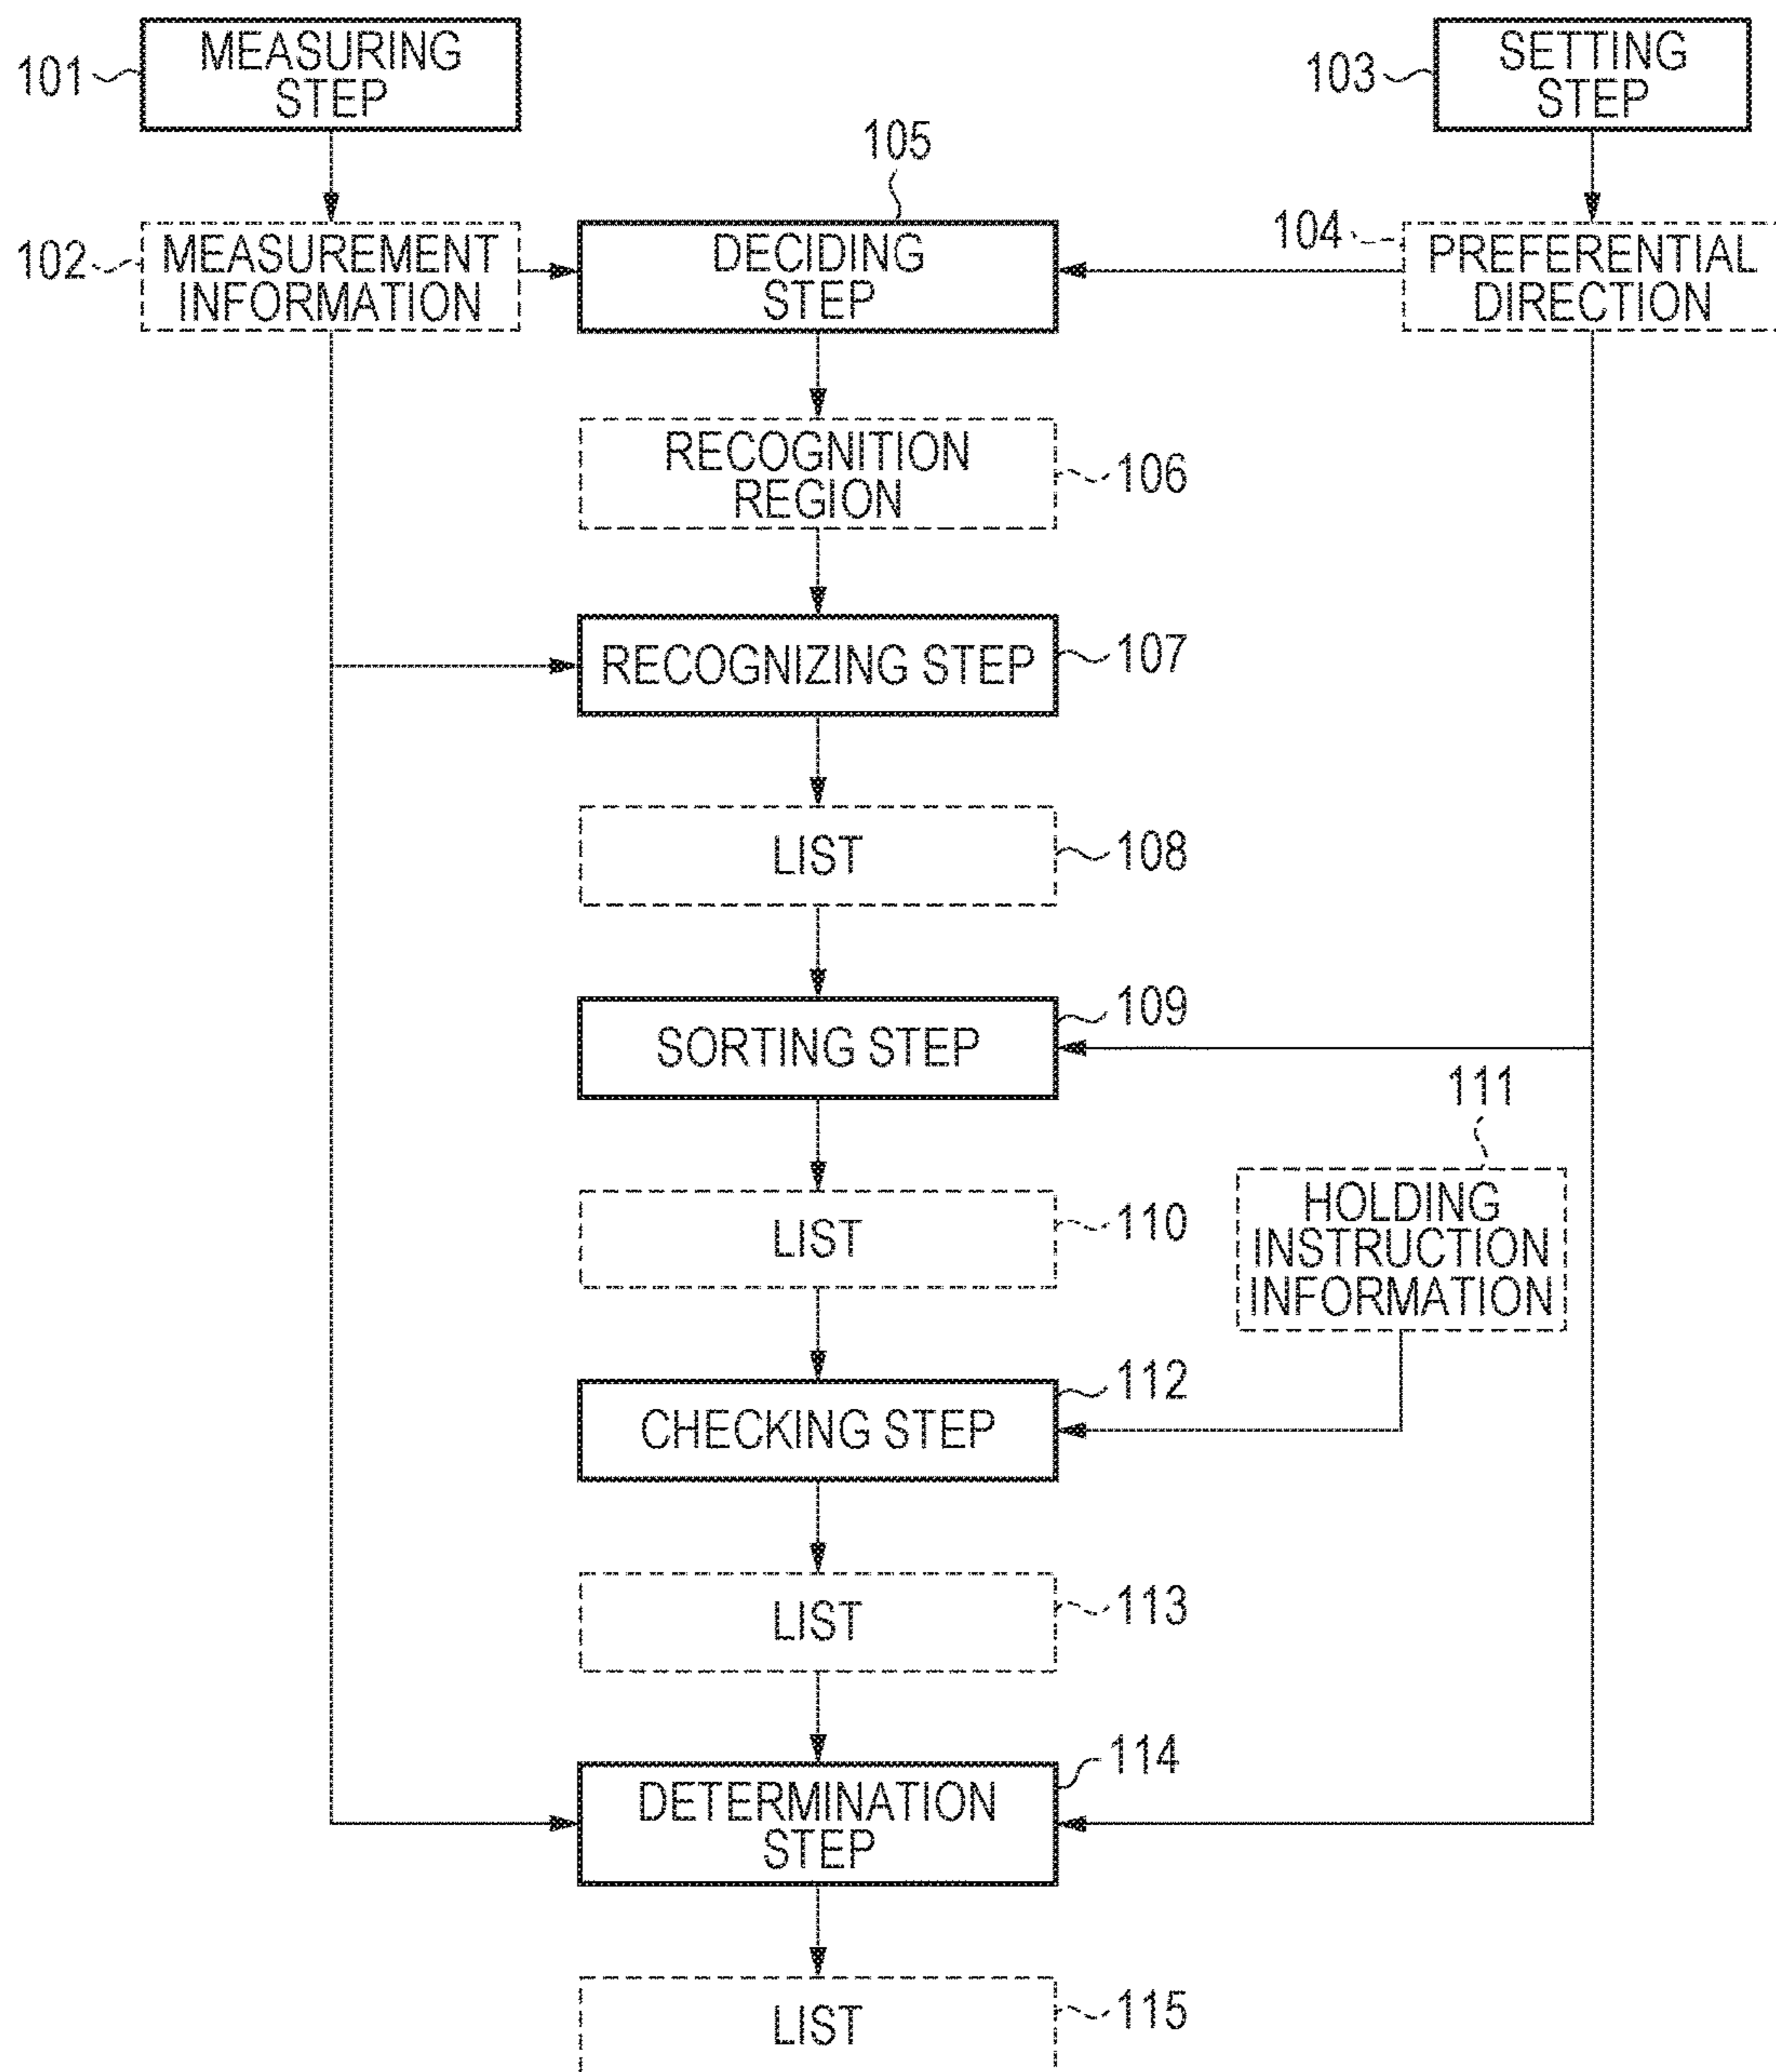 101
MEASURING
STEP
103
SETTING
STEP
105
102
MEASUREMENT
INFORMATION
DECIDING
STEP
104
PREFERENTIAL
DIRECTION
RECOGNITION
REGION
106
RECOGNIZING STEP
107
LIST
108
SORTING STEP
109
111
HOLDING
INSTRUCTION
INFORMATION
LIST
110
CHECKING STEP
112
LIST
113
DETERMINATION
STEP
114
LIST
115